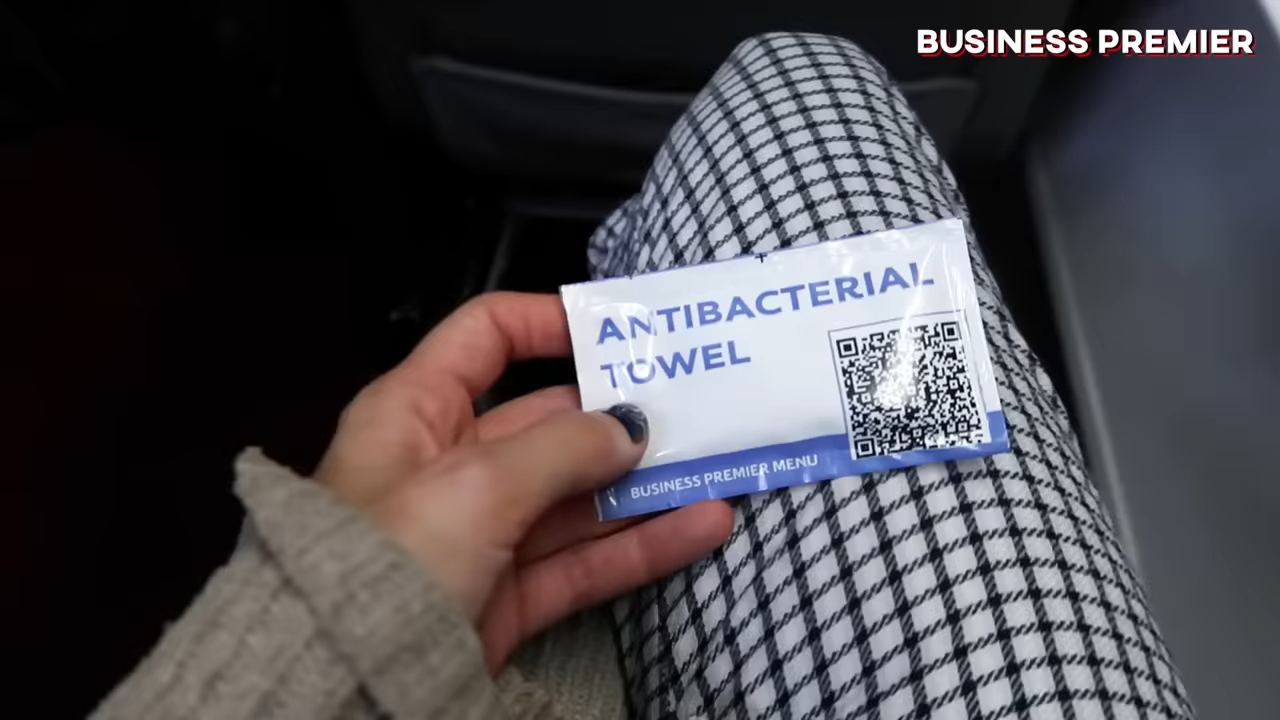 BUSINESS PREMIER
ANTIBACTERIAL
TOWEL
BUSINESS PREMIER MENU